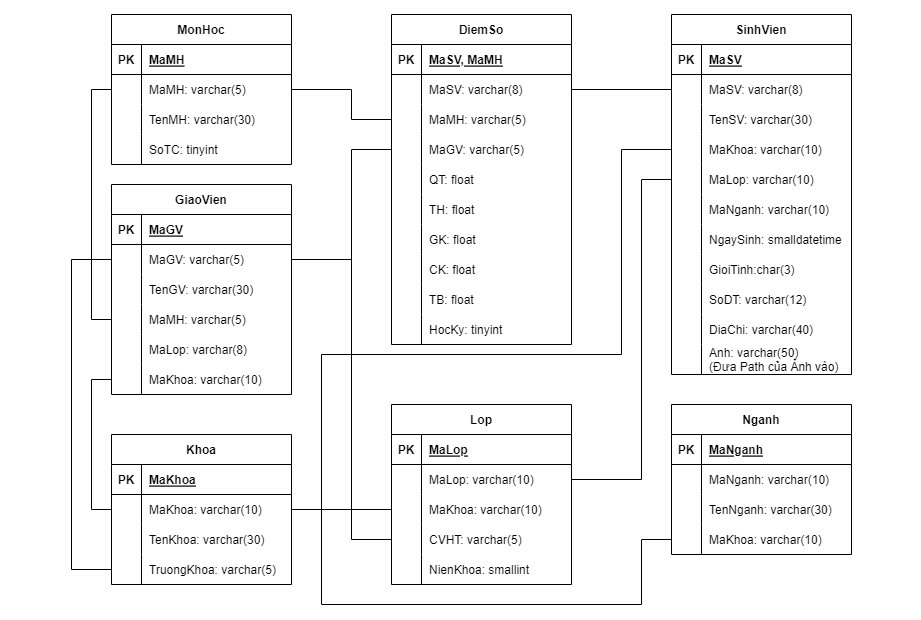 MonHoc
PK MaMH
MaMH: varchar(5)
TenMH: varchar(30)
SoTC: tinyint
GiaoVien
PK MaGV
MaGV: varchar(5)
TenGV: varchar(30)
MaMH: varchar(5)
MaLop: varchar(8)
MaKhoa: varchar(10)
Khoa
PK MaKhoa
MaKhoa: varchar(10)
TenKhoa: varchar(30)
TruongKhoa: varchar(5)
DiemSo
PK MaSV, MaMH
MaSV: varchar(8)
MaMH: varchar(5)
MaGV: varchar(5)
QT: float
TH: float
GK: float
CK: float
TB: float
HocKy: tinyint
Lop
PK MaLop
MaLop: varchar(10)
MaKhoa: varchar(10)
CVHT: varchar(5)
NienKhoa: smallint
SinhVien
PK MaSV
MaSV: varchar(8)
TenSV: varchar(30)
MaKhoa: varchar(10)
MaLop: varchar(10)
MaNganh: varchar(10)
NgaySinh: smalldatetime
GioiTinh:char(3)
SoDT: varchar(12)
DiaChi: varchar(40)
Anh: varchar(50)
(Đưa Path của Ảnh vào)
Nganh
PK MaNganh
MaNganh: varchar(10)
TenNganh: varchar(30)
MaKhoa: varchar(10)